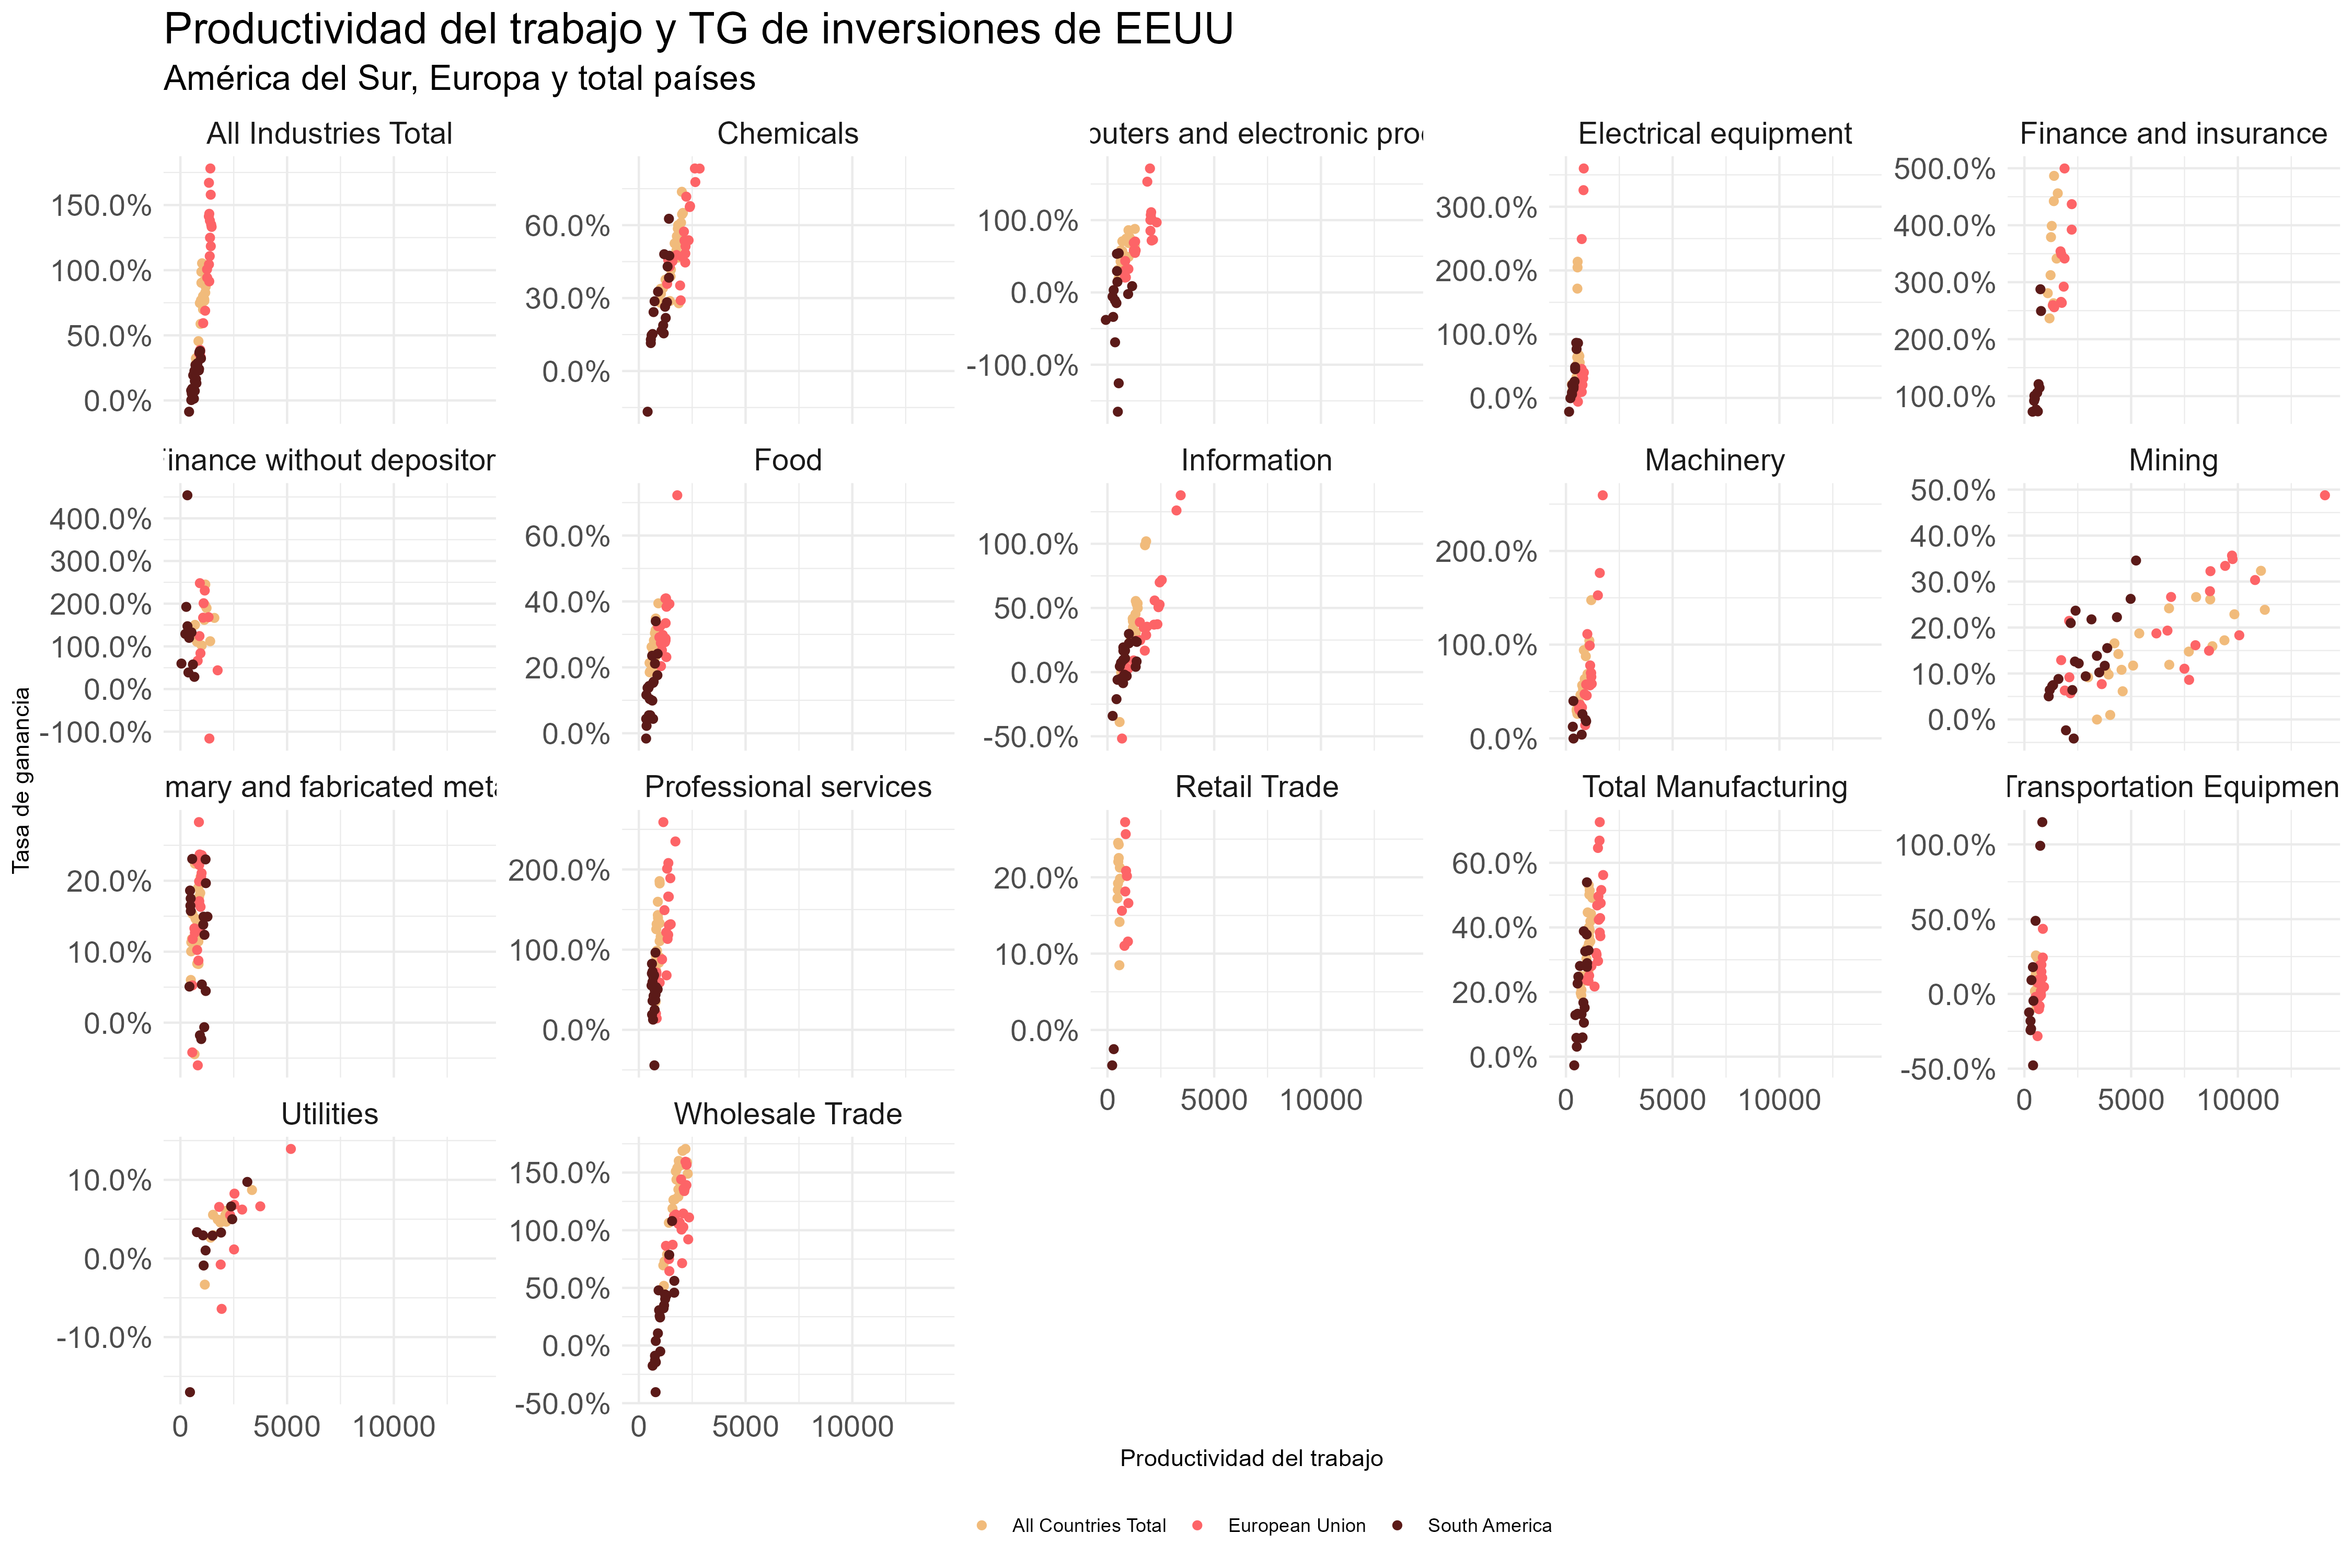 Productividad del trabajo y TG de inversiones de EEUU
América del Sur, Europa y total países
All Industries Total
Chemicals
outers and electronic proc
Electrical equipment
Finance and insurance
150.0%
100.0%
50.0%
0.0%
60.0%
30.0%
0.0%
100.0%
0.0%
-100.0%
300.0%
200.0%
100.0%
0.0%
500.0%
400.0%
300.0%
200.0%
100.0%
inance without depositor
Food
Information
Machinery
Mining
400.0%
300.0%
200.0%
100.0%
0.0%
-100.0%
60.0%
40.0%
20.0%
0.0%
100.0%
50.0%
0.0%
-50.0%
200.0%
100.0%
0.0%
50.0%
40.0%
30.0%
20.0%
10.0%
0.0%
mary and fabricated meta
Professional services
Retail Trade
Total Manufacturing
Transportation Equipmen
20.0%
10.0%
0.0%
200.0%
100.0%
0.0%
20.0%
10.0%
0.0%
0 5000 10000
60.0%
40.0%
20.0%
0.0%
0 5000 10000
100.0%
50.0%
0.0%
-50.0%
0 5000 10000
Utilities
Wholesale Trade
10.0%
0.0%
-10.0%
0 5000 10000
150.0%
100.0%
50.0%
0.0%
-50.0%
0 5000 10000
Tasa de ganancia
Productividad del trabajo
All Countries Total European Union South America